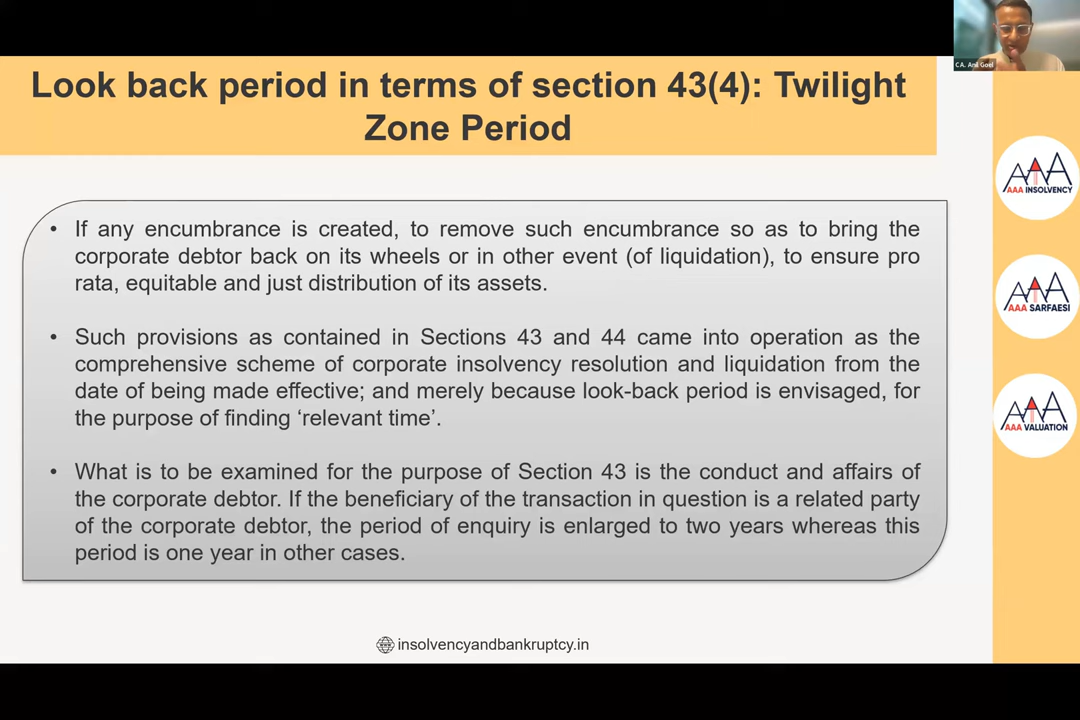 C.A. Anil Goel
Look back period in terms of section 43(4): Twilight
Zone Period
• If any encumbrance is created, to remove such encumbrance so as to bring the
corporate debtor back on its wheels or in other event (of liquidation), to ensure pro
rata, equitable and just distribution of its assets.
• Such provisions as contained in Sections 43 and 44 came into operation as the
comprehensive scheme of corporate insolvency resolution and liquidation from the
date of being made effective; and merely because look-back period is envisaged, for
the purpose of finding ‘relevant time’.
• What is to be examined for the purpose of Section 43 is the conduct and affairs of
the corporate debtor. If the beneficiary of the transaction in question is a related party
of the corporate debtor, the period of enquiry is enlarged to two years whereas this
period is one year in other cases.
AAA
AAA INSOLVENCY
AAA
AAA SARFAESI
AAA
AAA VALUATION
www
insolvencyandbankruptcy.in